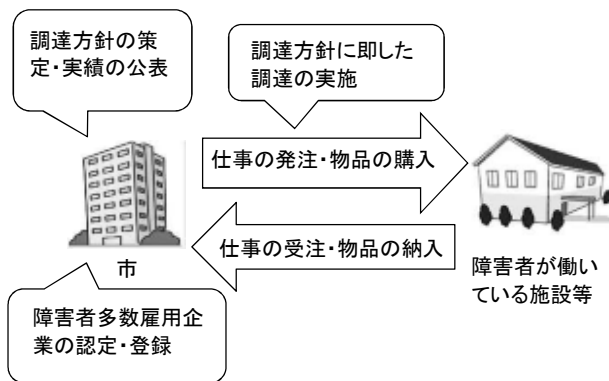 調達方針の策
定・実績の公表
調達方針に即した
調達の実施
仕事の発注・物品の購入
仕事の受注・物品の納入
市
障害者が働い
ている施設等
障害者多数雇用企
業の認定・登録